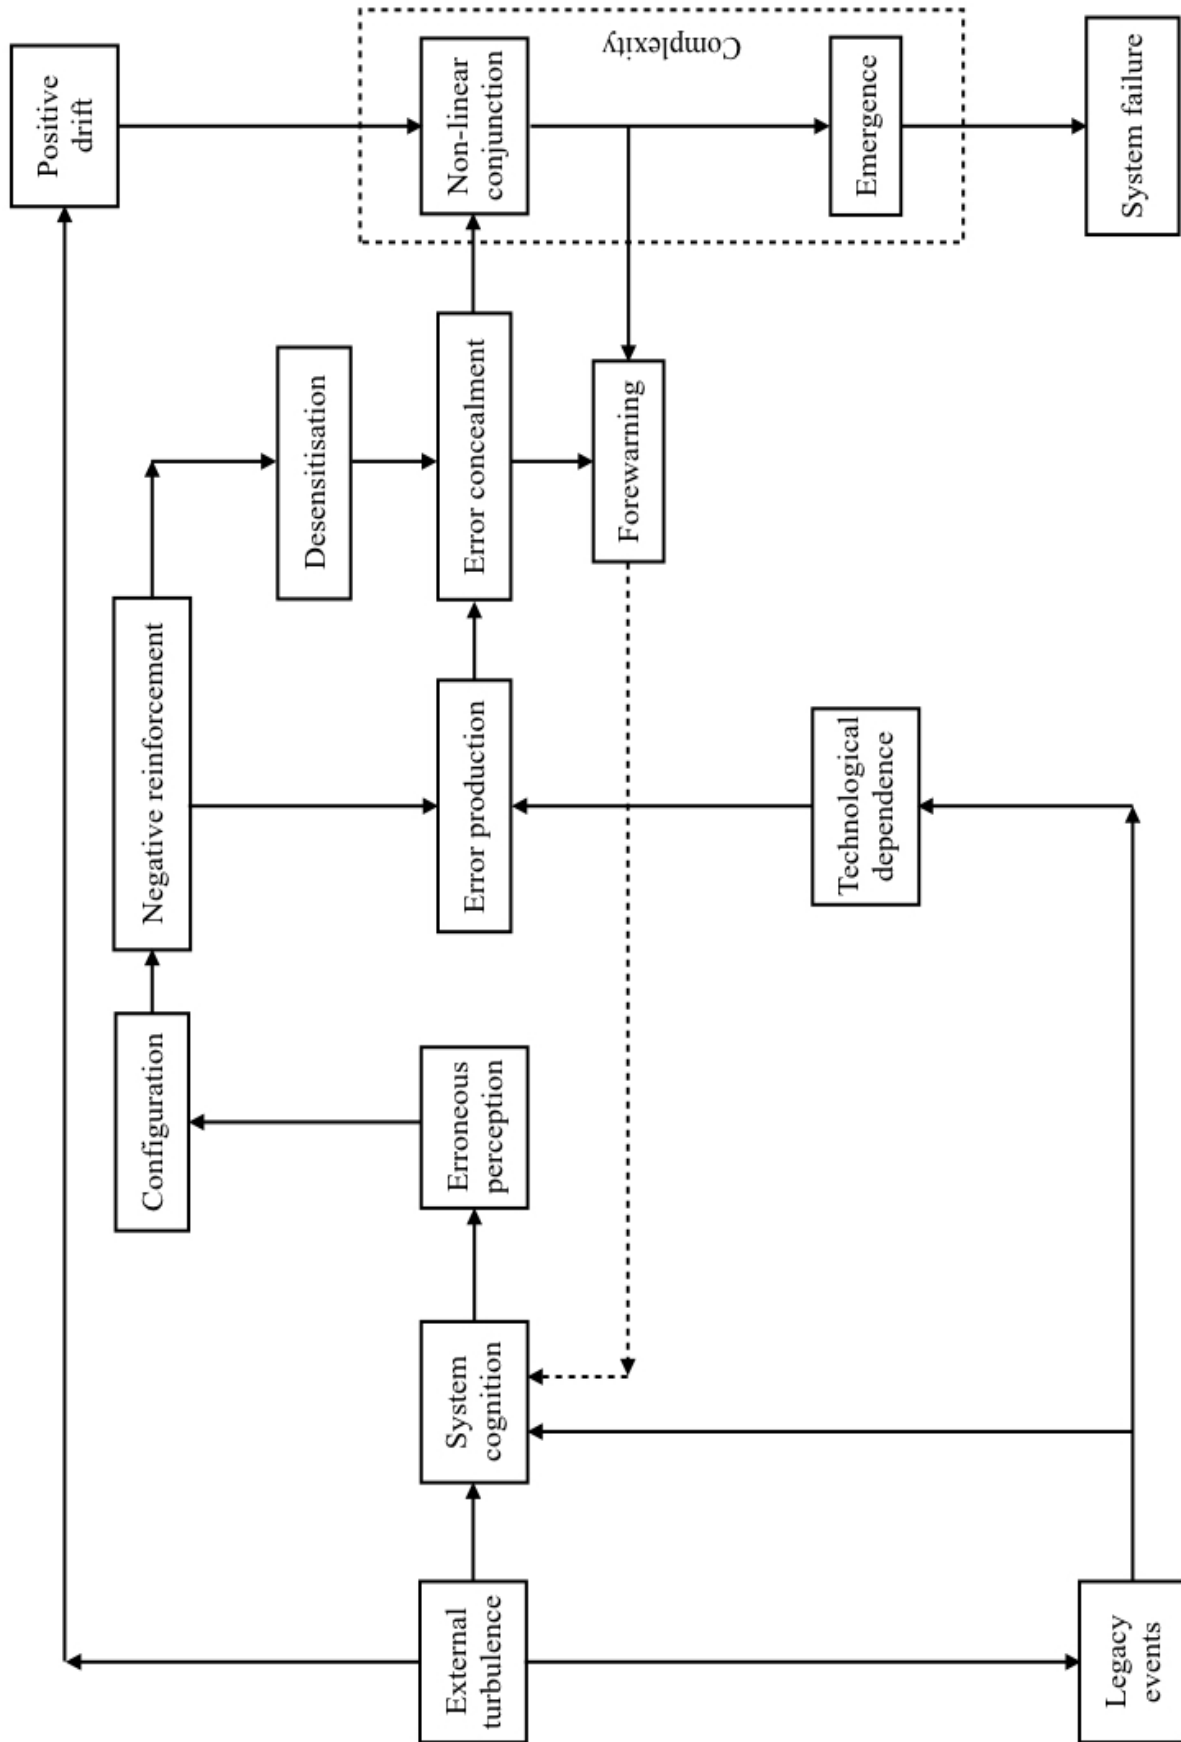 Positive
drift
Non-linear
conjunction
Complexity
Emergence
System failure
Desensitisation
Error concealment
Forewarning
Negative reinforcement
Error production
Technological
dependence
Configuration
Erroneous
perception
System
cognition
External
turbulence
Legacy
events